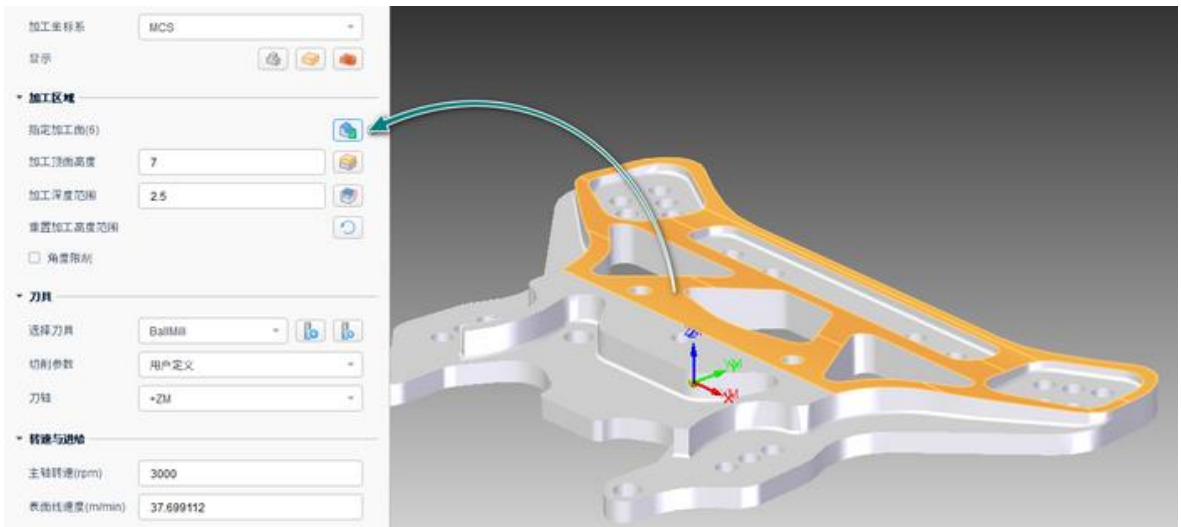 加工坐标系 MCS
显示
加工区域
指定加工面(6)
加工顶面高度 7
加工深度范围 2.5
重置加工高度范围
角度限制
刀具
选择刀具 BallMill
切削参数 用户定义
刀轴 +ZM
转速与进给
主轴转速(rpm) 3000
表面线速度(m/min) 37.699112
ZM
YM
XM